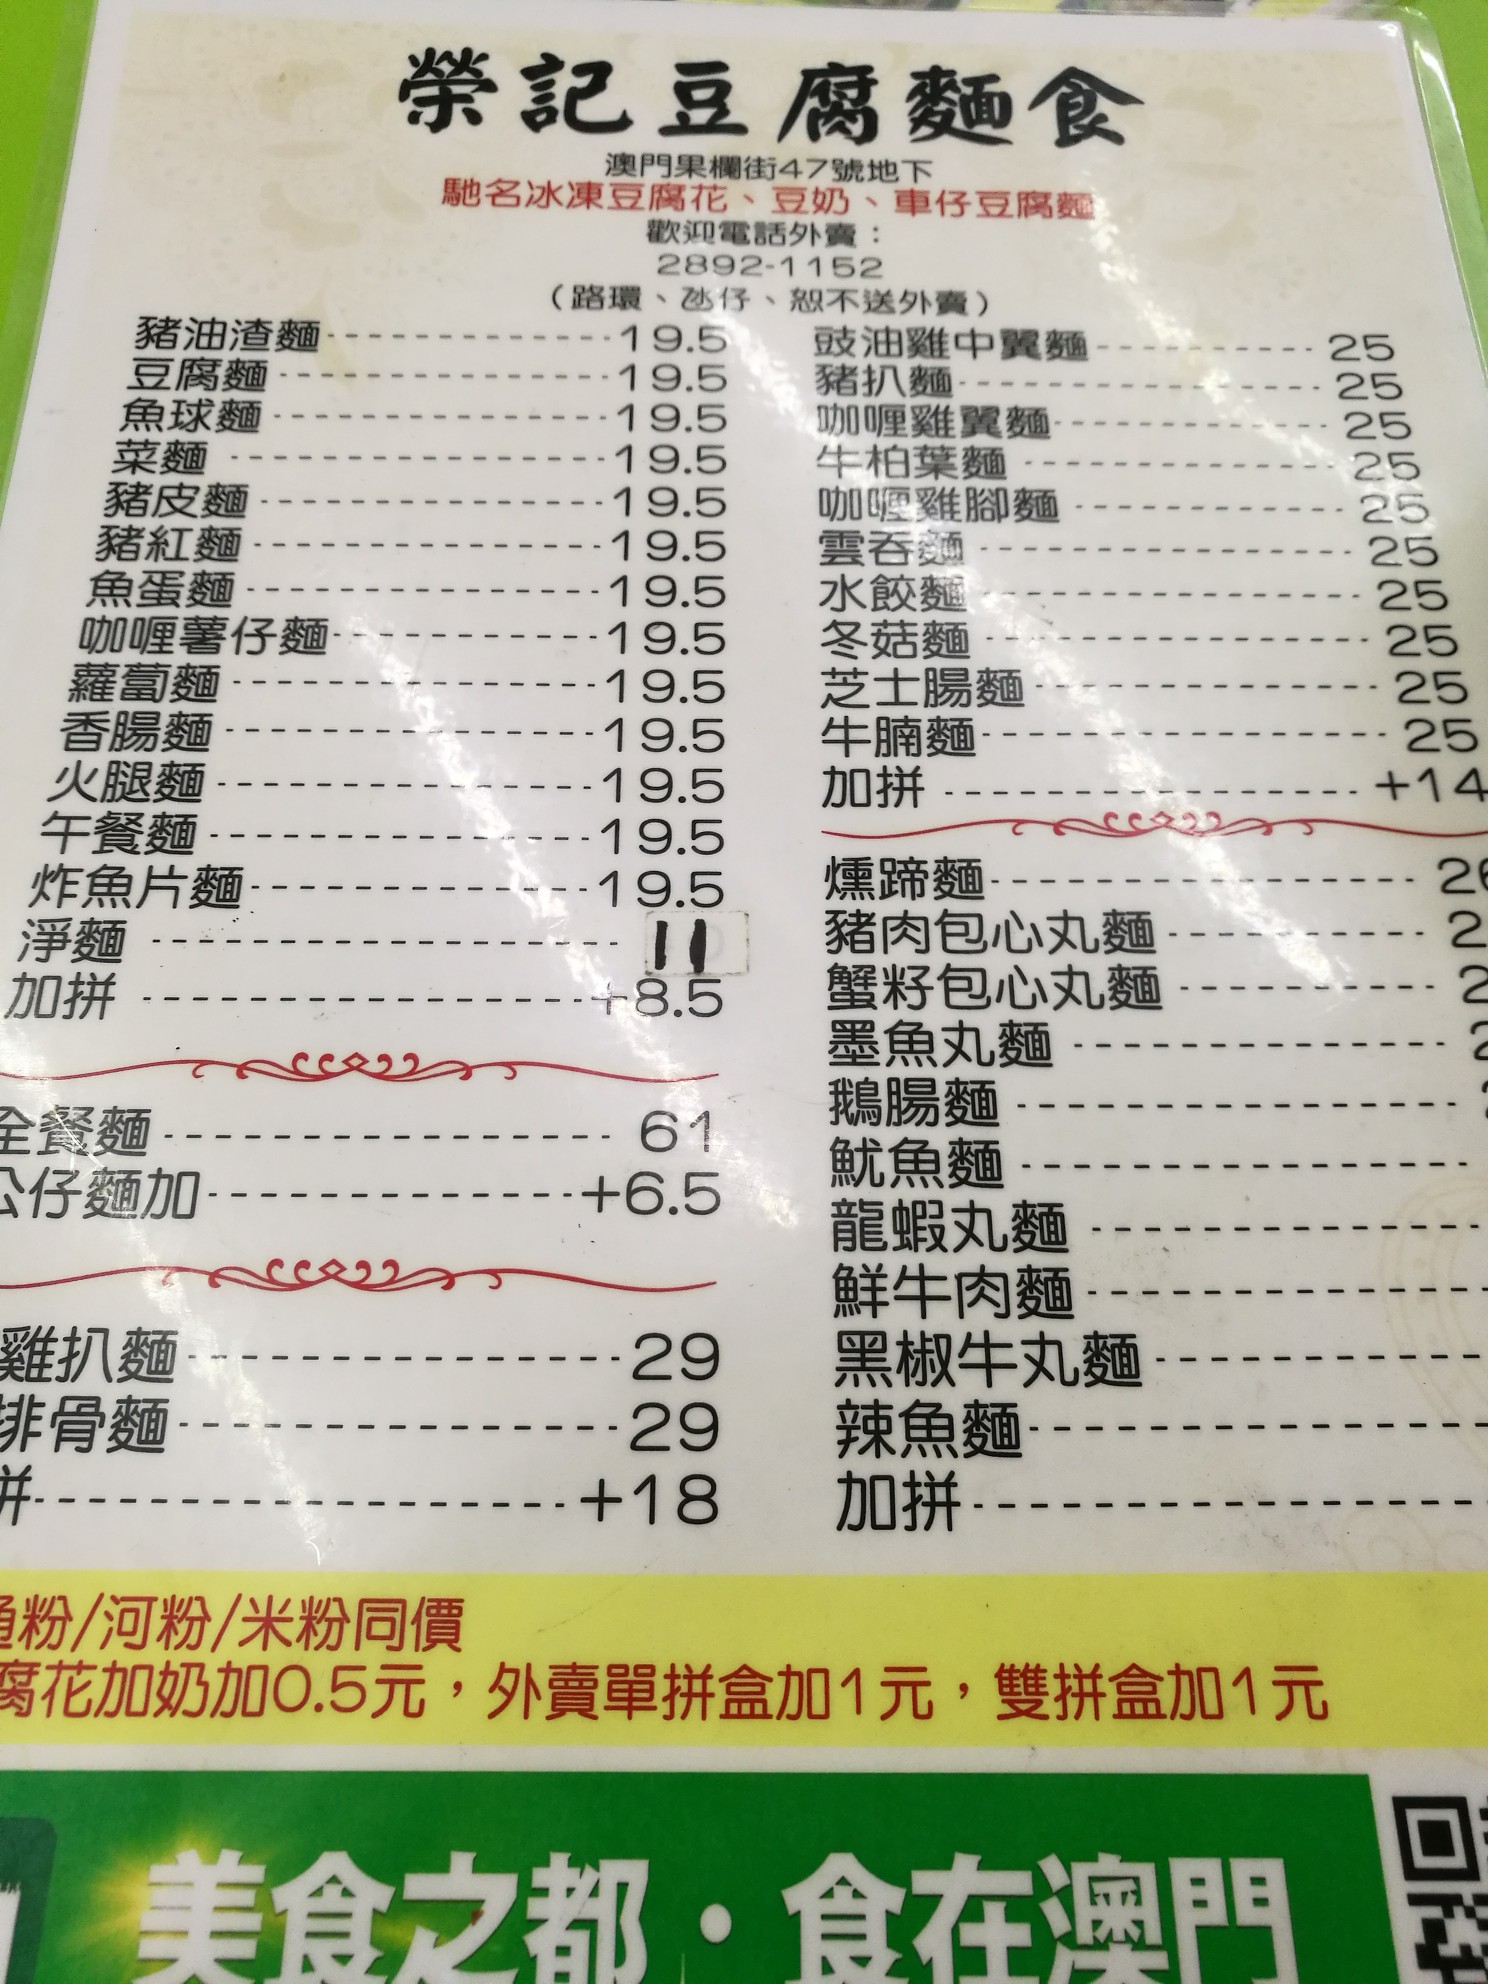 榮記豆腐麵食
澳門果欄街47號地下
馳名冰凍豆腐花、豆奶、車仔豆腐麵
歡迎電話外賣：
2892-1152
（路環、氹仔、恕不送外賣）
豬油渣麵 19.5
豆腐麵 19.5
魚球麵 19.5
菜麵 19.5
豬皮麵 19.5
豬紅麵 19.5
魚蛋麵 19.5
咖喱薯仔麵 19.5
蘿蔔麵 19.5
香腸麵 19.5
火腿麵 19.5
午餐麵 19.5
炸魚片麵 19.5
淨麵 11
加拼 +8.5
全餐麵 61
公仔麵加 +6.5
雞扒麵 29
排骨麵 29
拼 +18
豉油雞中翼麵 25
豬扒麵 25
咖喱雞翼麵 25
牛柏葉麵 25
咖喱雞腳麵 25
雲吞麵 25
水餃麵 25
冬菇麵 25
芝士腸麵 25
牛腩麵 25
加拼 +14
燻蹄麵
豬肉包心丸麵
蟹籽包心丸麵
墨魚丸麵
鵝腸麵
魷魚麵
龍蝦丸麵
鮮牛肉麵
黑椒牛丸麵
辣魚麵
加拼
粉/河粉/米粉同價
腐花加奶加0.5元，外賣單拼盒加1元，雙拼盒加1元
美食之都·食在澳門